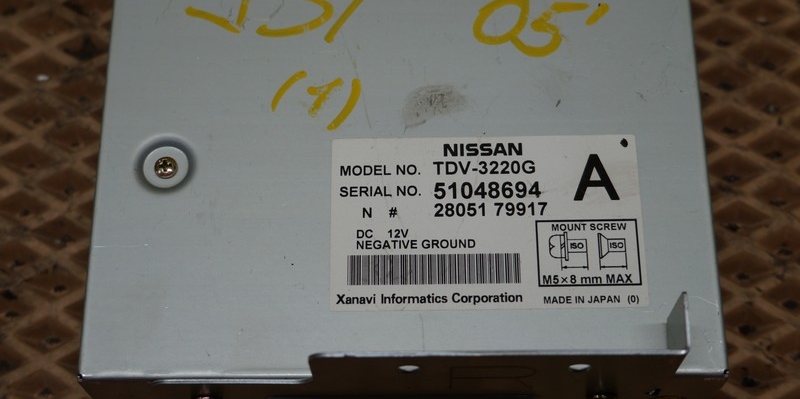 05'
(1)
NISSAN
MODEL NO. TDV-3220G
A
SERIAL NO. 51048694
N # 28051 79917
DC 12V
NEGATIVE GROUND
MOUNT SCREW
ISO ISO
M5×8 mm MAX
Xanavi Informatics Corporation
MADE IN JAPAN (0)